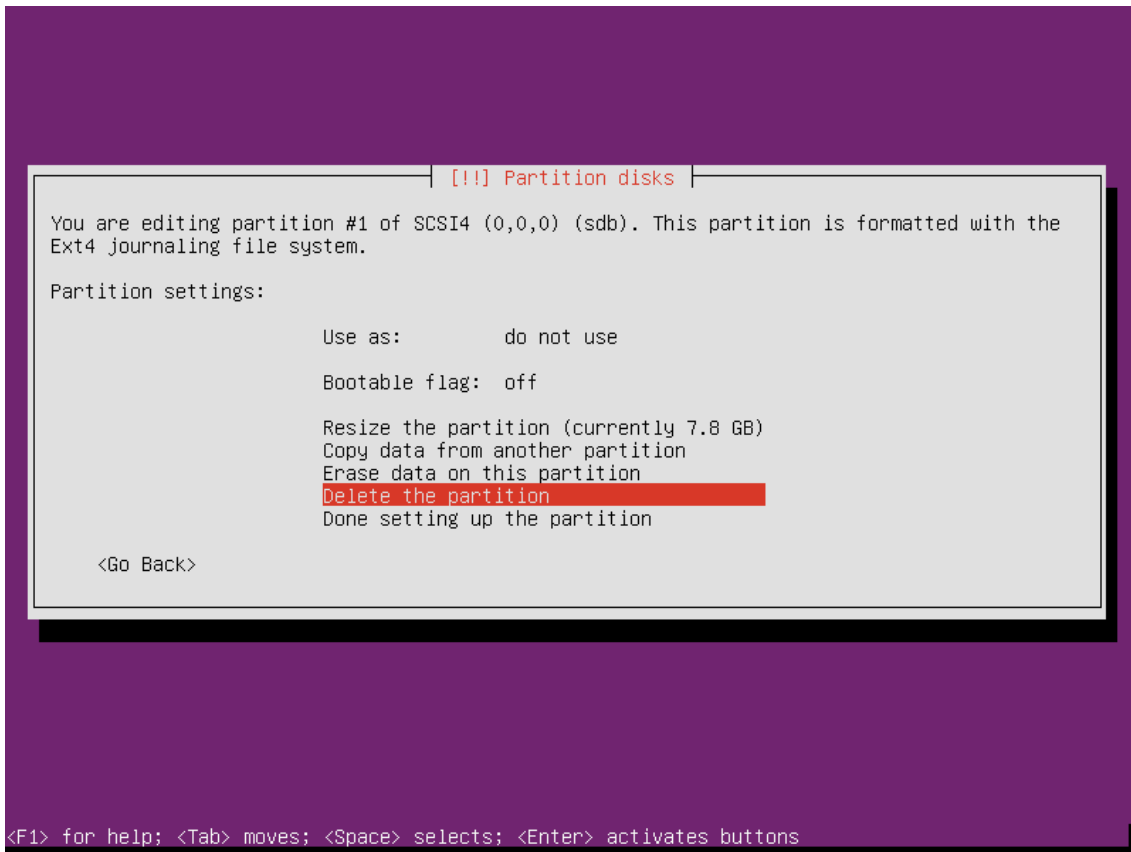 [!!] Partition disks
You are editing partition #1 of SCSI4 (0,0,0) (sdb). This partition is formatted with the
Ext4 journaling file system.
Partition settings:
Use as: do not use
Bootable flag: off
Resize the partition (currently 7.8 GB)
Copy data from another partition
Erase data on this partition
Delete the partition
Done setting up the partition
<Go Back>
<F1> for help; <Tab> moves; <Space> selects; <Enter> activates buttons